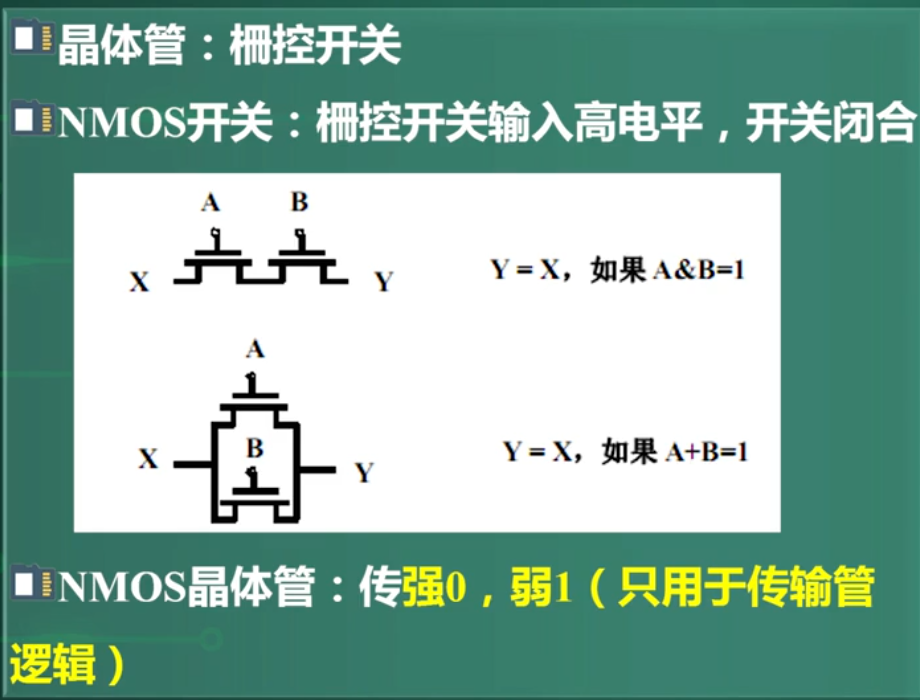 晶体管：栅控开关
NMOS开关：栅控开关输入高电平，开关闭合
A B
X Y Y = X，如果 A&B=1
A
B
X Y Y = X，如果 A+B=1
NMOS晶体管：传强0，弱1（只用于传输管
逻辑）